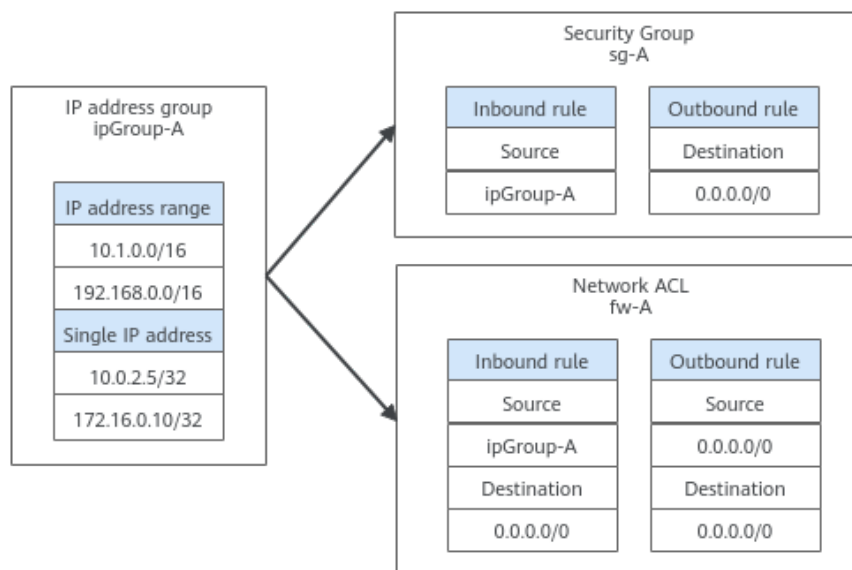 IP address group
ipGroup-A
IP address range
10.1.0.0/16
192.168.0.0/16
Single IP address
10.0.2.5/32
172.16.0.10/32
Security Group
sg-A
Inbound rule
Source
ipGroup-A
Outbound rule
Destination
0.0.0.0/0
Network ACL
fw-A
Inbound rule
Source
ipGroup-A
Destination
0.0.0.0/0
Outbound rule
Source
0.0.0.0/0
Destination
0.0.0.0/0